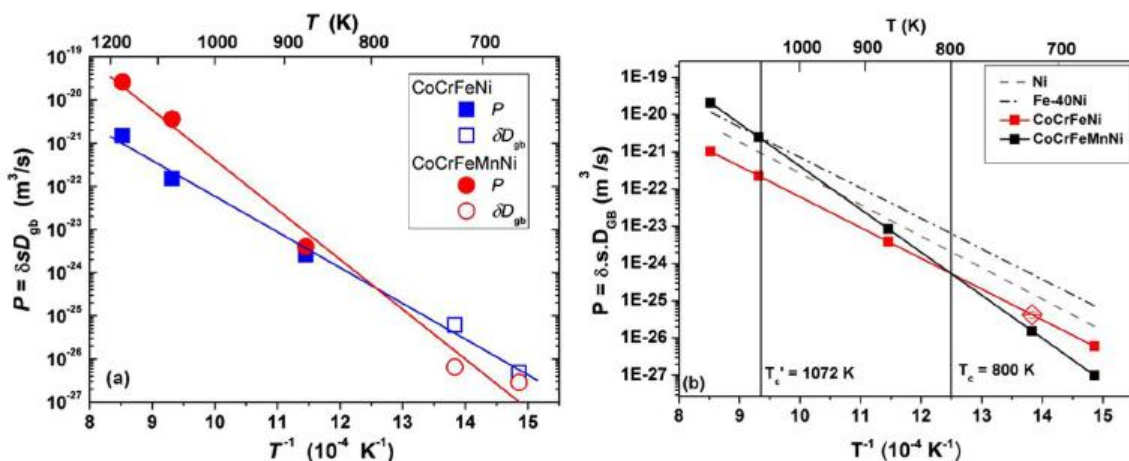 T (K)
1200 1000 900 800 700
10⁻¹⁹
10⁻²⁰
10⁻²¹
10⁻²²
10⁻²³
10⁻²⁴
10⁻²⁵
10⁻²⁶
10⁻²⁷
P = δsD_gb (m³/s)
CoCrFeNi
P
δD_gb
CoCrFeMnNi
P
δD_gb
(a)
8 9 10 11 12 13 14 15
T⁻¹ (10⁻⁴ K⁻¹)
T (K)
1000 900 800 700
1E-19
1E-20
1E-21
1E-22
1E-23
1E-24
1E-25
1E-26
1E-27
P = δ.s.D_GB (m³/s)
Ni
Fe-40Ni
CoCrFeNi
CoCrFeMnNi
(b)
T_c' = 1072 K
T_c = 800 K
8 9 10 11 12 13 14 15
T⁻¹ (10⁻⁴ K⁻¹)